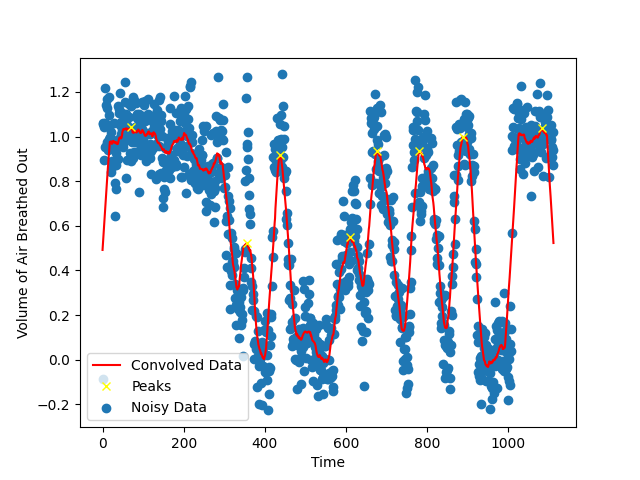 Volume of Air Breathed Out
1.2
1.0
0.8
0.6
0.4
0.2
0.0
−0.2
Convolved Data
Peaks
Noisy Data
0 200 400 600 800 1000
Time